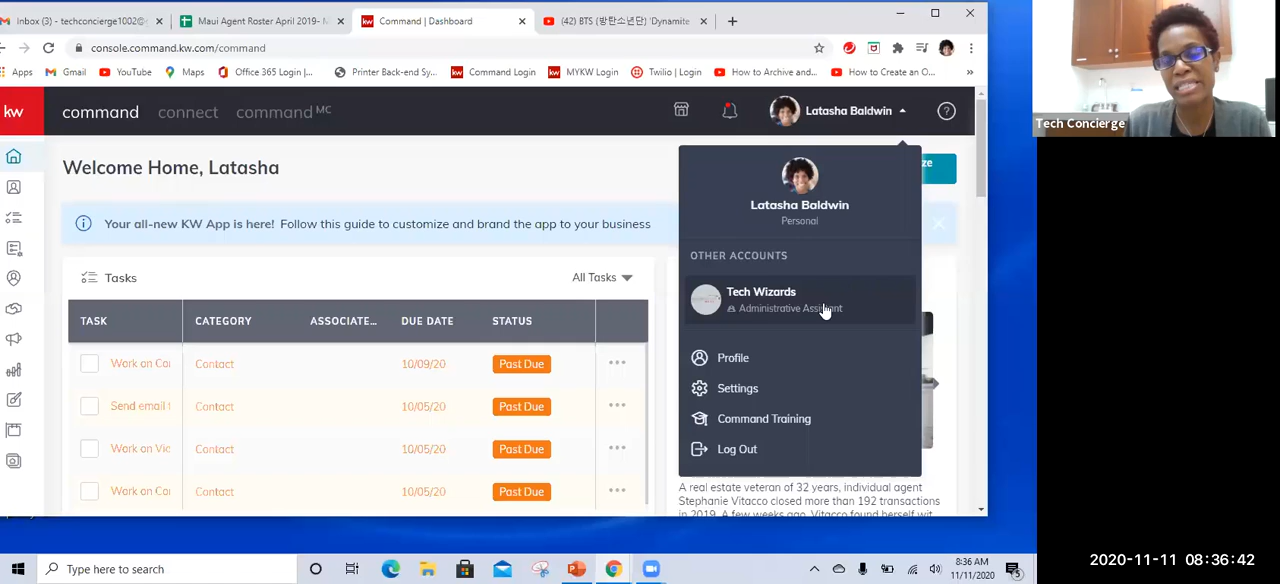 Inbox (3) - techconcierge1002@
Maui Agent Roster April 2019- M
Command | Dashboard
(42) BTS (방탄소년단) 'Dynamite
console.command.kw.com/command
Apps
Gmail
YouTube
Maps
Office 365 Login |...
Printer Back-end Sy...
Command Login
MYKW Login
Twilio | Login
How to Archive and...
How to Create an O...
kw
command
connect
command MC
Latasha Baldwin
Tech Concierge
Welcome Home, Latasha
ze
Latasha Baldwin
Personal
Your all-new KW App is here! Follow this guide to customize and brand the app to your business
OTHER ACCOUNTS
Tasks
All Tasks
Tech Wizards
Administrative Assistant
TASK
CATEGORY
ASSOCIATE...
DUE DATE
STATUS
Work on Cor
Contact
10/09/20
Past Due
Send email t
Contact
10/05/20
Past Due
Work on Vic
Contact
10/05/20
Past Due
Work on Cor
Contact
10/05/20
Past Due
Profile
Settings
Command Training
Log Out
A real estate veteran of 32 years, individual agent
Stephanie Vitacco closed more than 192 transactions
in 2019. A few weeks ago, Vitacco found herself wit
Type here to search
8:36 AM
11/11/2020
5
2020-11-11 08:36:42